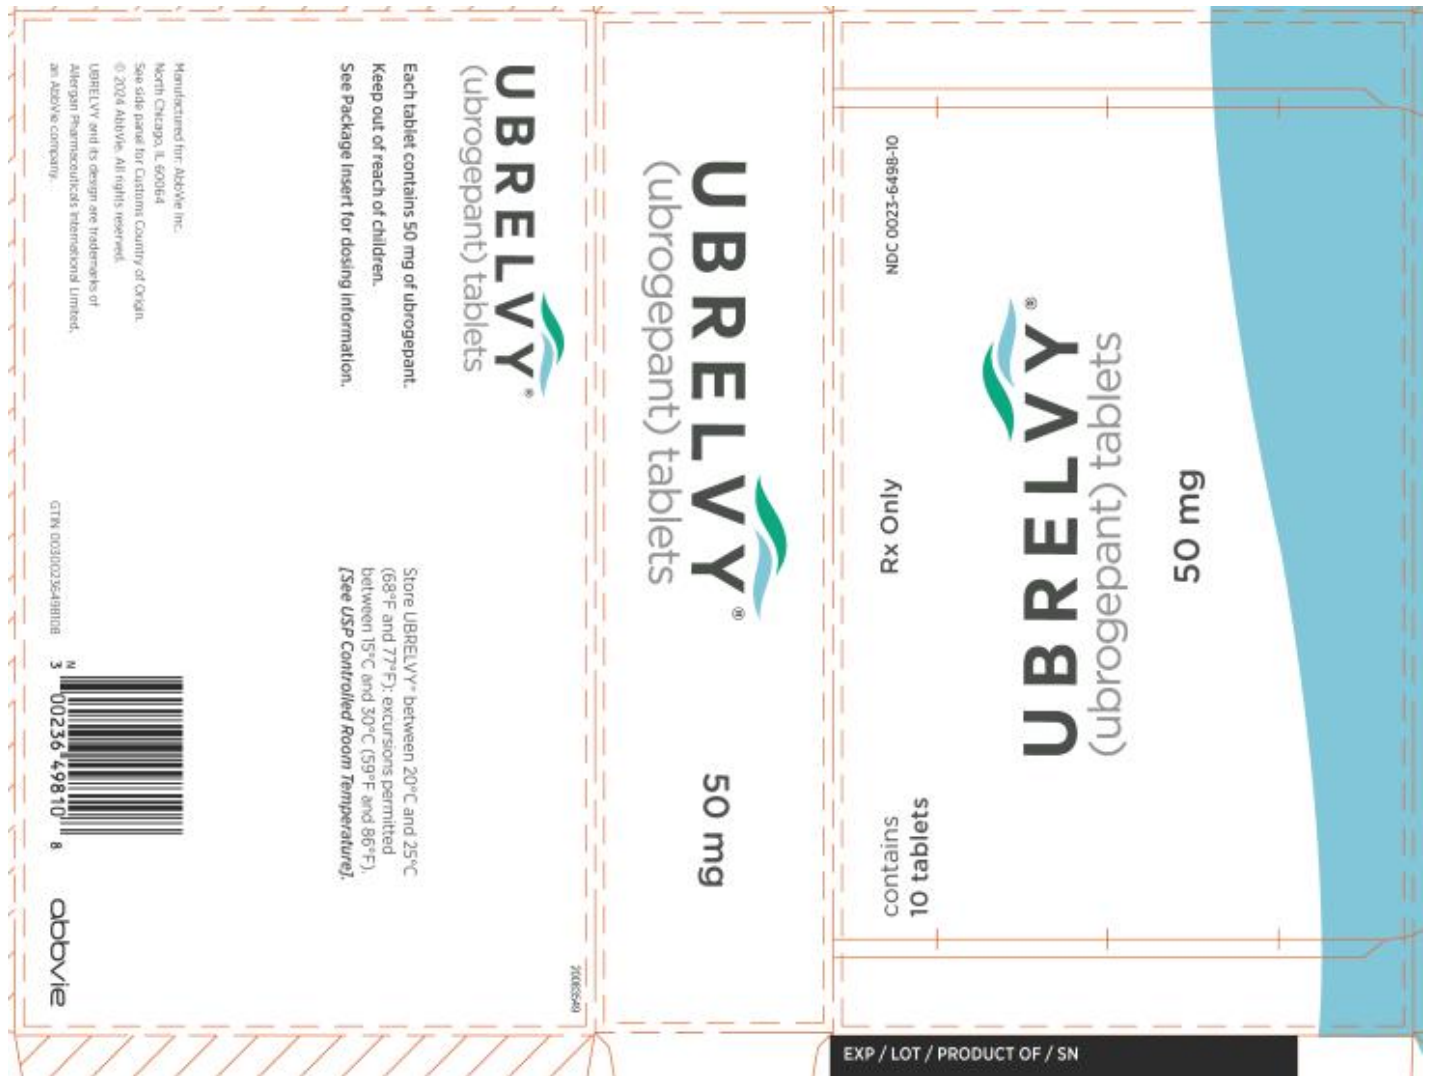 UBRELVY®
(ubrogepant) tablets
Each tablet contains 50 mg of ubrogepant.
Keep out of reach of children.
See Package Insert for dosing information.
Store UBRELVY® between 20°C and 25°C
(68°F and 77°F): excursions permitted
between 15°C and 30°C (59°F and 86°F).
[See USP Controlled Room Temperature].
Manufactured for: AbbVie Inc.
North Chicago, IL 60064
See side panel for Customs Country of Origin.
© 2024 AbbVie. All rights reserved.
UBRELVY and its design are trademarks of
Allergan Pharmaceuticals International Limited,
an AbbVie company.
GTIN 00300236498108
N
3 00236 49810 8
abbvie
20083549
UBRELVY®
(ubrogepant) tablets
50 mg
NDC 0023-6498-10
Rx Only
contains
10 tablets
UBRELVY®
(ubrogepant) tablets
50 mg
EXP / LOT / PRODUCT OF / SN